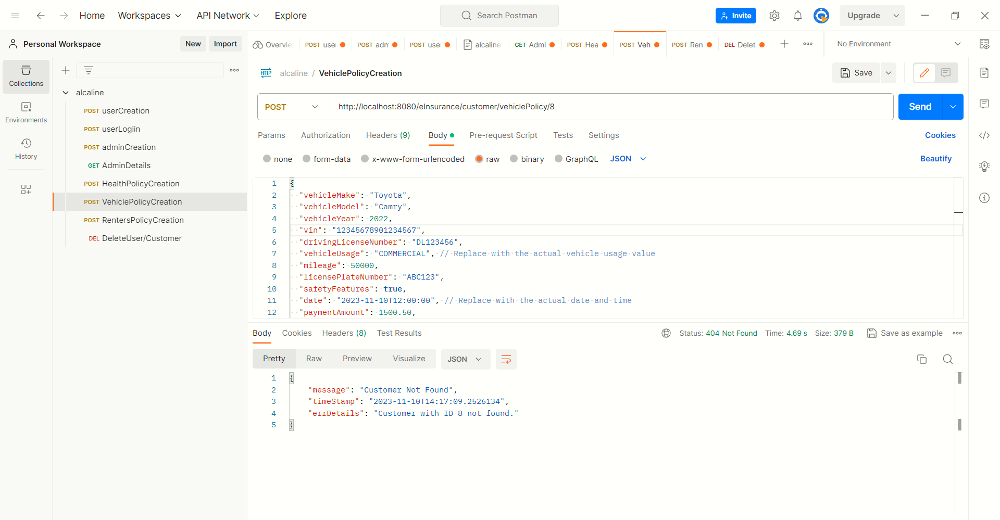 Home Workspaces API Network Explore Search Postman Invite Upgrade
Personal Workspace New Import
Overvie POST use POST adm POST use alcaline GET Admi POST Hea POST Veh POST Ren DEL Delet No Environment
Collections
Environments
History
alcaline
POST userCreation
POST userLogiin
POST adminCreation
GET AdminDetails
POST HealthPolicyCreation
POST VehiclePolicyCreation
POST RentersPolicyCreation
DEL DeleteUser/Customer
HTTP alcaline / VehiclePolicyCreation Save
POST http://localhost:8080/eInsurance/customer/vehiclePolicy/8 Send
Params Authorization Headers (9) Body Pre-request Script Tests Settings Cookies
none form-data x-www-form-urlencoded raw binary GraphQL JSON Beautify
1 {
2 "vehicleMake": "Toyota",
3 "vehicleModel": "Camry",
4 "vehicleYear": 2022,
5 "vin": "12345678901234567",
6 "drivingLicenseNumber": "DL123456",
7 "vehicleUsage": "COMMERCIAL", // Replace with the actual vehicle usage value
8 "mileage": 50000,
9 "licensePlateNumber": "ABC123",
10 "safetyFeatures": true,
11 "date": "2023-11-10T12:00:00", // Replace with the actual date and time
12 "paymentAmount": 1500.50,
Body Cookies Headers (8) Test Results Status: 404 Not Found Time: 4.69 s Size: 379 B Save as example
Pretty Raw Preview Visualize JSON
1 {
2 "message": "Customer Not Found",
3 "timeStamp": "2023-11-10T14:17:09.2526134",
4 "errDetails": "Customer with ID 8 not found."
5 }